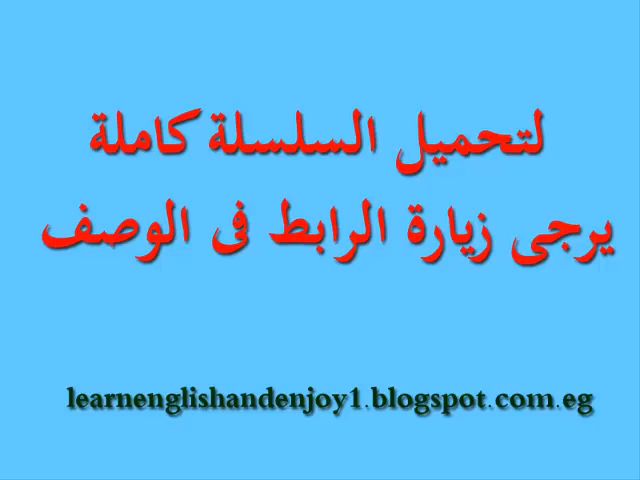 لتحميل السلسلة كاملة
يرجى زيارة الرابط فى الوصف
learnenglishandenjoy1.blogspot.com.eg